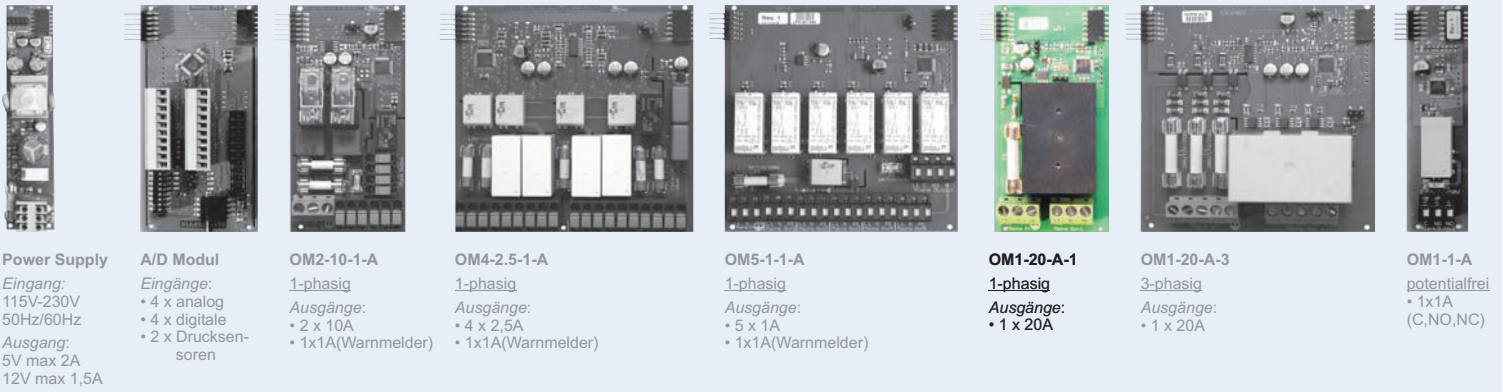 Power Supply
Eingang:
115V-230V
50Hz/60Hz
Ausgang:
5V max 2A
12V max 1,5A
A/D Modul
Eingänge:
• 4 x analog
• 4 x digitale
• 2 x Drucksen-
soren
OM2-10-1-A
1-phasig
Ausgänge:
• 2 x 10A
• 1x1A(Warnmelder)
OM4-2.5-1-A
1-phasig
Ausgänge:
• 4 x 2,5A
• 1x1A(Warnmelder)
OM5-1-1-A
1-phasig
Ausgänge:
• 5 x 1A
• 1x1A(Warnmelder)
OM1-20-A-1
1-phasig
Ausgänge:
• 1 x 20A
OM1-20-A-3
3-phasig
Ausgänge:
• 1 x 20A
OM1-1-A
potentialfrei
• 1x1A
(C,NO,NC)